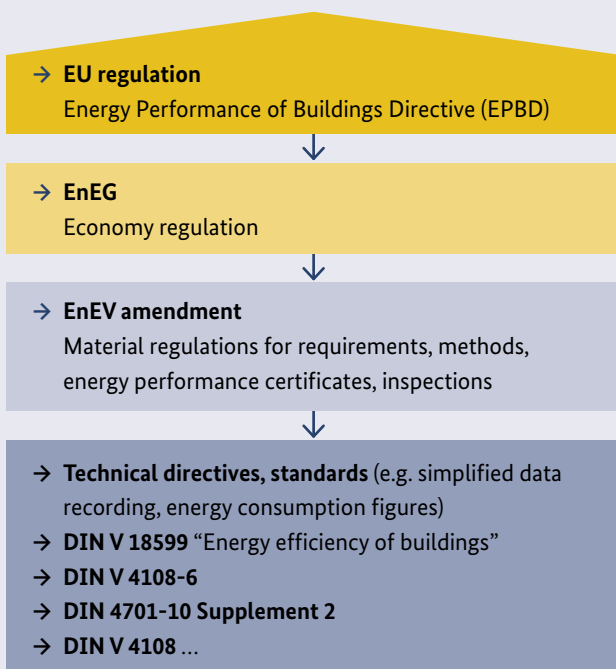 → EU regulation
Energy Performance of Buildings Directive (EPBD)
→ EnEG
Economy regulation
→ EnEV amendment
Material regulations for requirements, methods,
energy performance certificates, inspections
→ Technical directives, standards (e.g. simplified data
recording, energy consumption figures)
→ DIN V 18599 “Energy efficiency of buildings”
→ DIN V 4108-6
→ DIN 4701-10 Supplement 2
→ DIN V 4108 ...